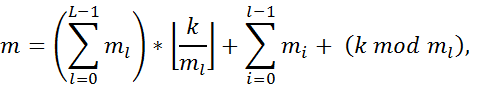 m = (∑_{l=0}^{L-1} m_l) * ⌊k/m_l⌋ + ∑_{i=0}^{l-1} m_i + (k mod m_l),